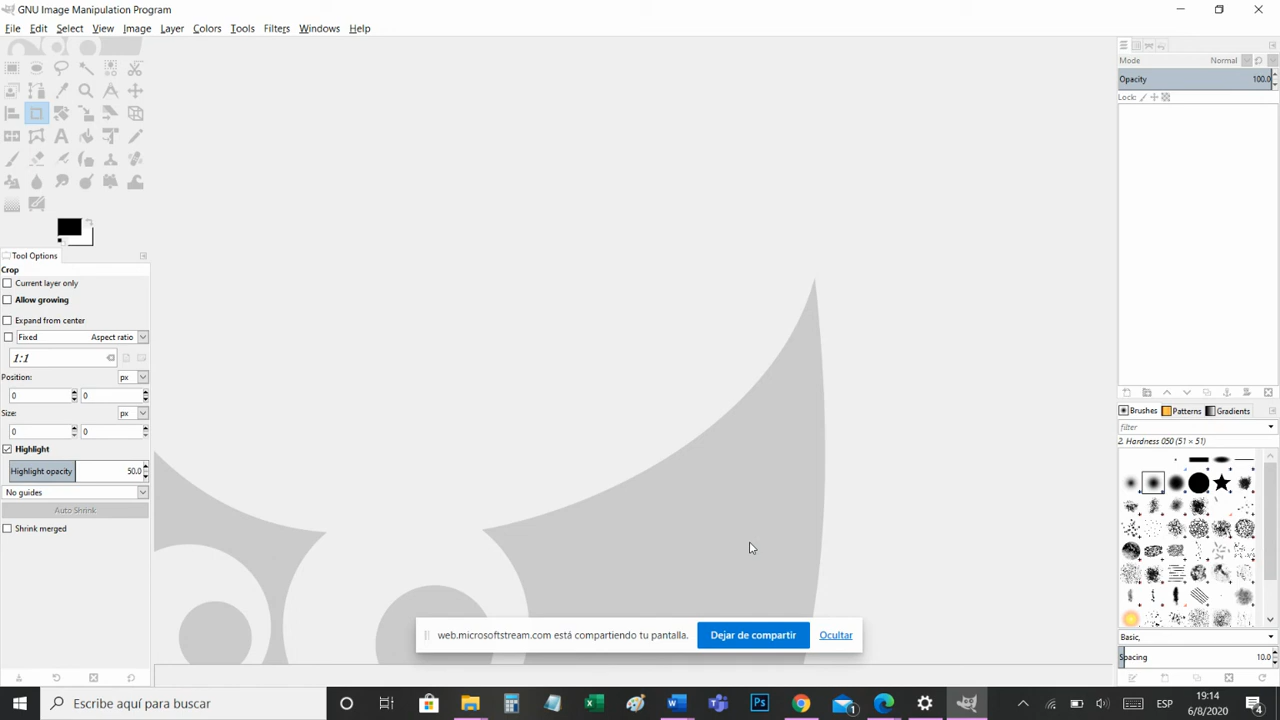 GNU Image Manipulation Program
File Edit Select View Image Layer Colors Tools Filters Windows Help
Mode Normal
Opacity 100.0
Lock:
Tool Options
Crop
Current layer only
Allow growing
Expand from center
Fixed Aspect ratio
1:1
Position: px
0 0
Size: px
0 0
Highlight
Highlight opacity 50.0
No guides
Auto Shrink
Shrink merged
Brushes Patterns Gradients
filter
2. Hardness 050 (51 × 51)
Basic,
Spacing 10.0
web.microsoftstream.com está compartiendo tu pantalla. Dejar de compartir Ocultar
Escribe aquí para buscar
ESP
19:14
6/8/2020
Ps
1
4